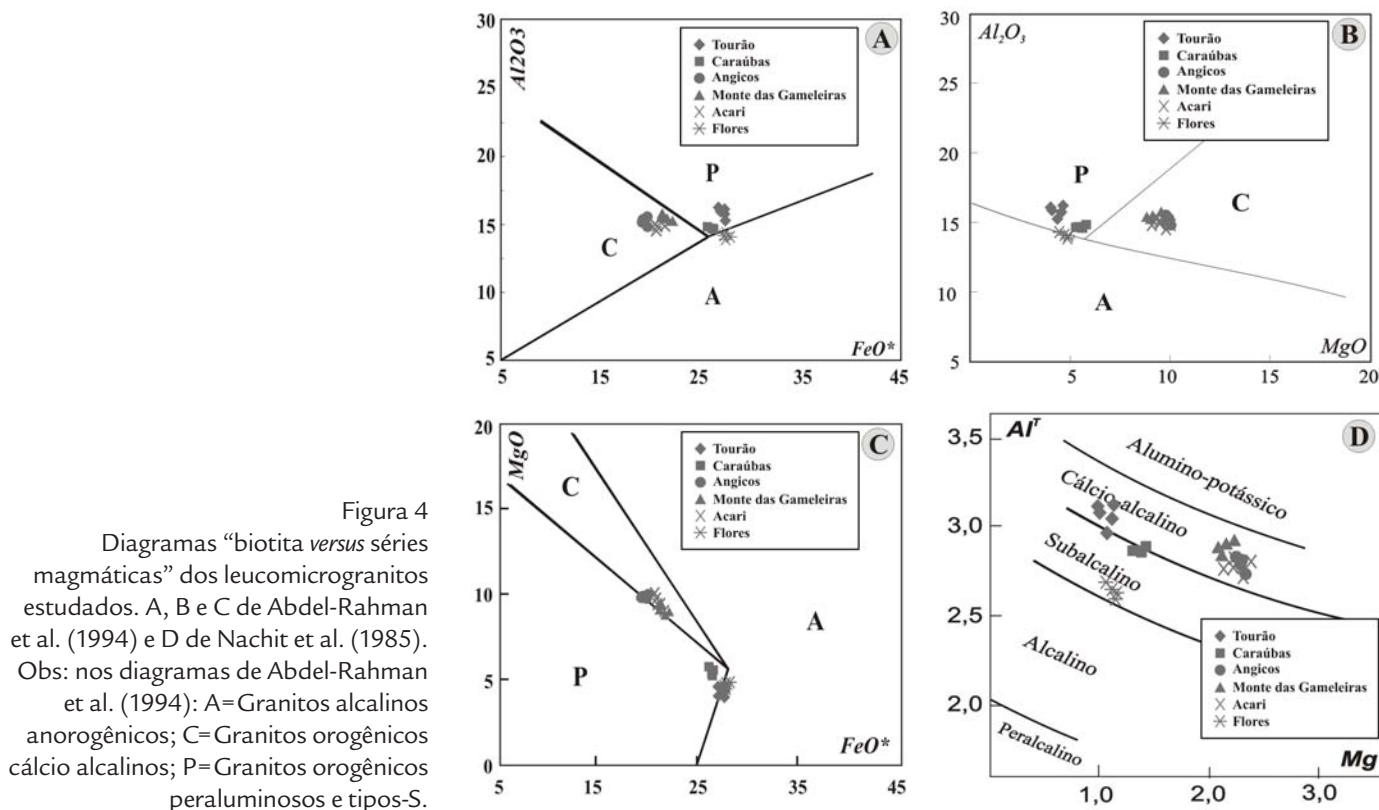 Figura 4
Diagramas “biotita versus séries
magmáticas” dos leucomicrogranitos
estudados. A, B e C de Abdel-Rahman
et al. (1994) e D de Nachit et al. (1985).
Obs: nos diagramas de Abdel-Rahman
et al. (1994): A=Granitos alcalinos
anorogênicos; C=Granitos orogênicos
cálcio alcalinos; P=Granitos orogênicos
peraluminosos e tipos-S.
A
Al2O3
30
25
20
15
10
5
Tourão
Caraúbas
Angicos
Monte das Gameleiras
Acari
Flores
P
C
A
FeO*
5 15 25 35 45
B
Al₂O₃
30
25
20
15
10
5
Tourão
Caraúbas
Angicos
Monte das Gameleiras
Acari
Flores
P
C
A
MgO
5 10 15 20
C
MgO
20
15
10
5
0
Tourão
Caraúbas
Angicos
Monte das Gameleiras
Acari
Flores
C
P
A
FeO*
5 15 25 35 45
D
Alᵀ
3,5
3,0
2,5
2,0
Alumino-potássico
Cálcio-alcalino
Subalcalino
Alcalino
Peralcalino
Tourão
Caraúbas
Angicos
Monte das Gameleiras
Acari
Flores
Mg
1,0 2,0 3,0